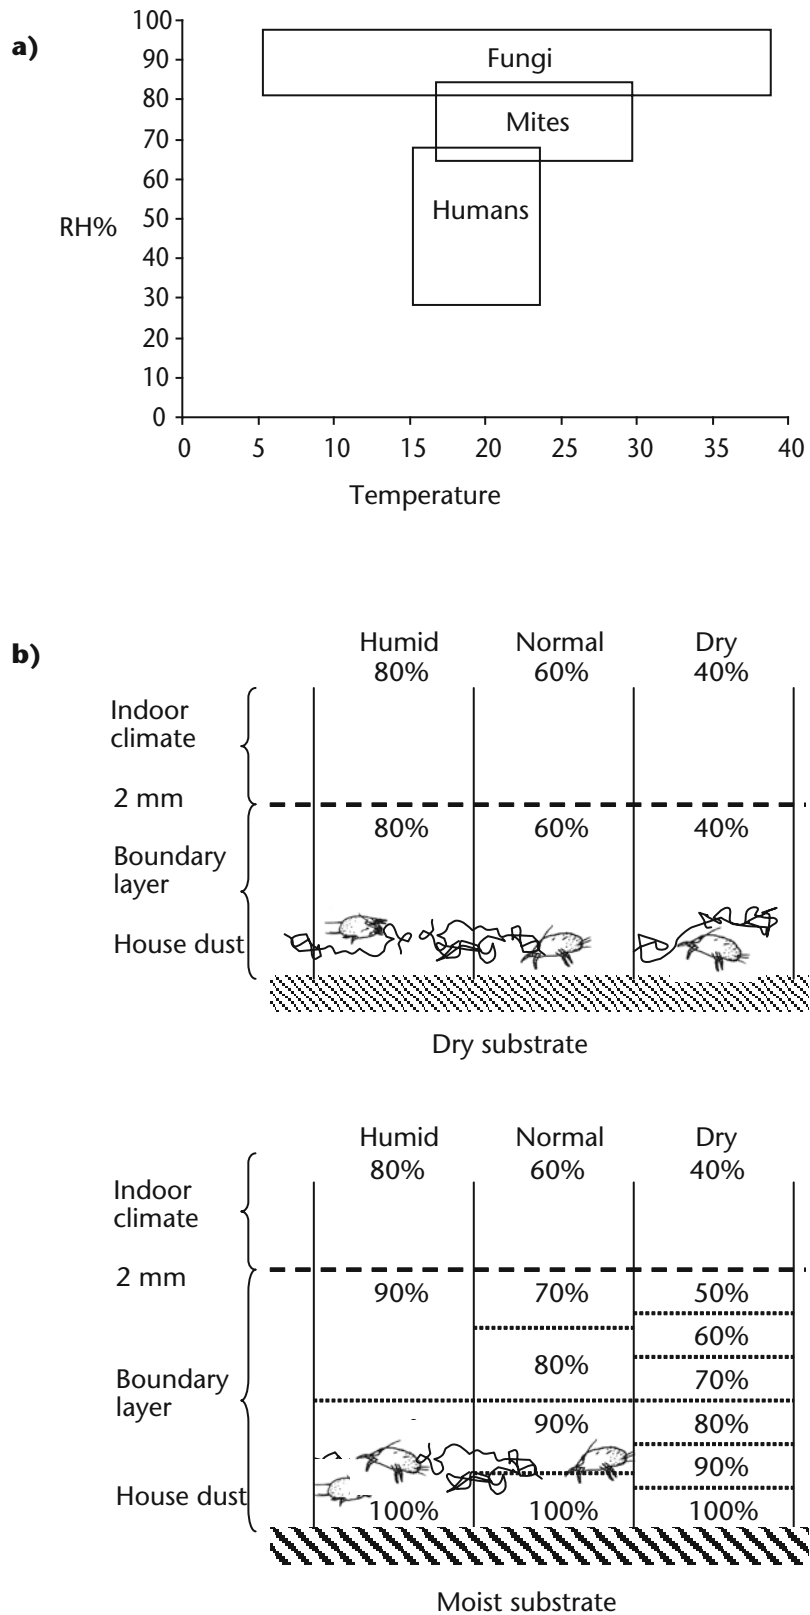 a)
100
90
80
70
60
50
40
30
20
10
0
RH%
Fungi
Mites
Humans
0 5 10 15 20 25 30 35 40
Temperature
b)
Humid Normal Dry
80% 60% 40%
Indoor
climate
2 mm
80% 60% 40%
Boundary
layer
House dust
Dry substrate
Humid Normal Dry
80% 60% 40%
Indoor
climate
2 mm
90% 70% 50%
60%
80% 70%
Boundary
layer
90% 80%
90%
House dust
100% 100% 100%
Moist substrate